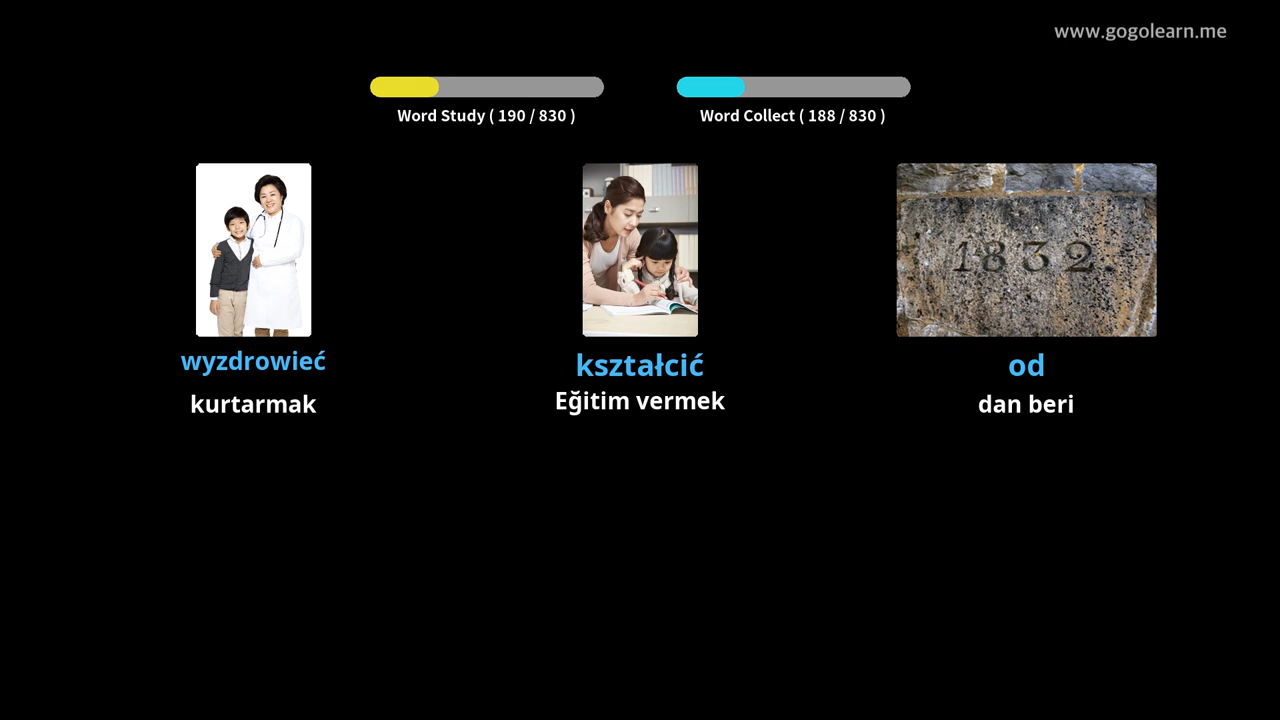 www.gogolearn.me
Word Study ( 190 / 830 )
Word Collect ( 188 / 830 )
1832.
wyzdrowieć
kształcić
od
kurtarmak
Eğitim vermek
dan beri